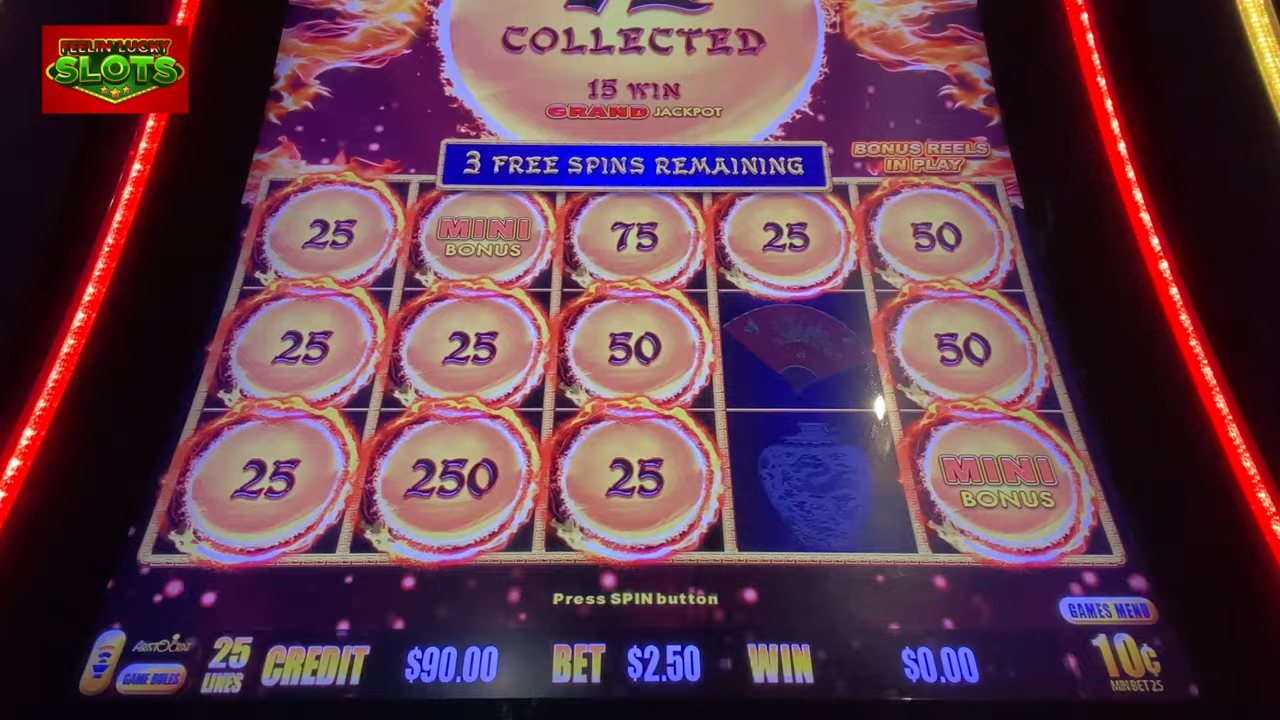 FEELIN' LUCKY
SLOTS
COLLECTED
15 WIN
GRAND JACKPOT
3 FREE SPINS REMAINING
BONUS REELS
IN PLAY
25
MINI
BONUS
75
25
50
25
25
50
50
25
250
25
MINI
BONUS
Press SPIN button
GAMES MENU
ARISTOCRAT
GAME RULES
25
LINES
CREDIT $90.00
BET $2.50
WIN $0.00
10¢
MIN BET 25